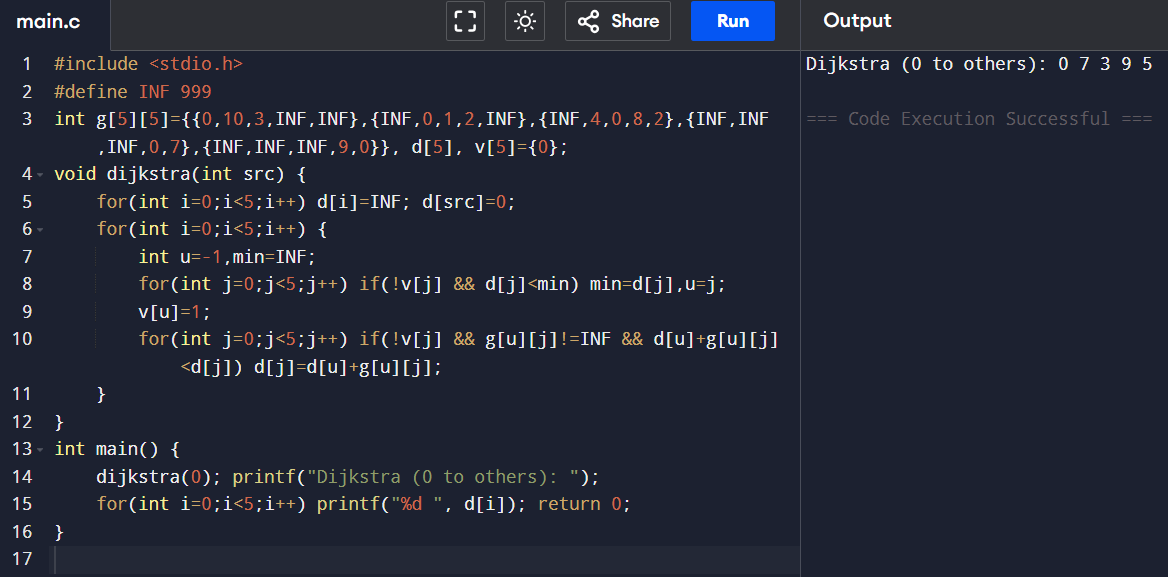 main.c
Share
Run
Output
1 #include <stdio.h>
2 #define INF 999
3 int g[5][5]={{0,10,3,INF,INF},{INF,0,1,2,INF},{INF,4,0,8,2},{INF,INF
,INF,0,7},{INF,INF,INF,9,0}}, d[5], v[5]={0};
4 void dijkstra(int src) {
5     for(int i=0;i<5;i++) d[i]=INF; d[src]=0;
6     for(int i=0;i<5;i++) {
7         int u=-1,min=INF;
8         for(int j=0;j<5;j++) if(!v[j] && d[j]<min) min=d[j],u=j;
9         v[u]=1;
10         for(int j=0;j<5;j++) if(!v[j] && g[u][j]!=INF && d[u]+g[u][j]
<d[j]) d[j]=d[u]+g[u][j];
11     }
12 }
13 int main() {
14     dijkstra(0); printf("Dijkstra (0 to others): ");
15     for(int i=0;i<5;i++) printf("%d ", d[i]); return 0;
16 }
17
Dijkstra (0 to others): 0 7 3 9 5
=== Code Execution Successful ===